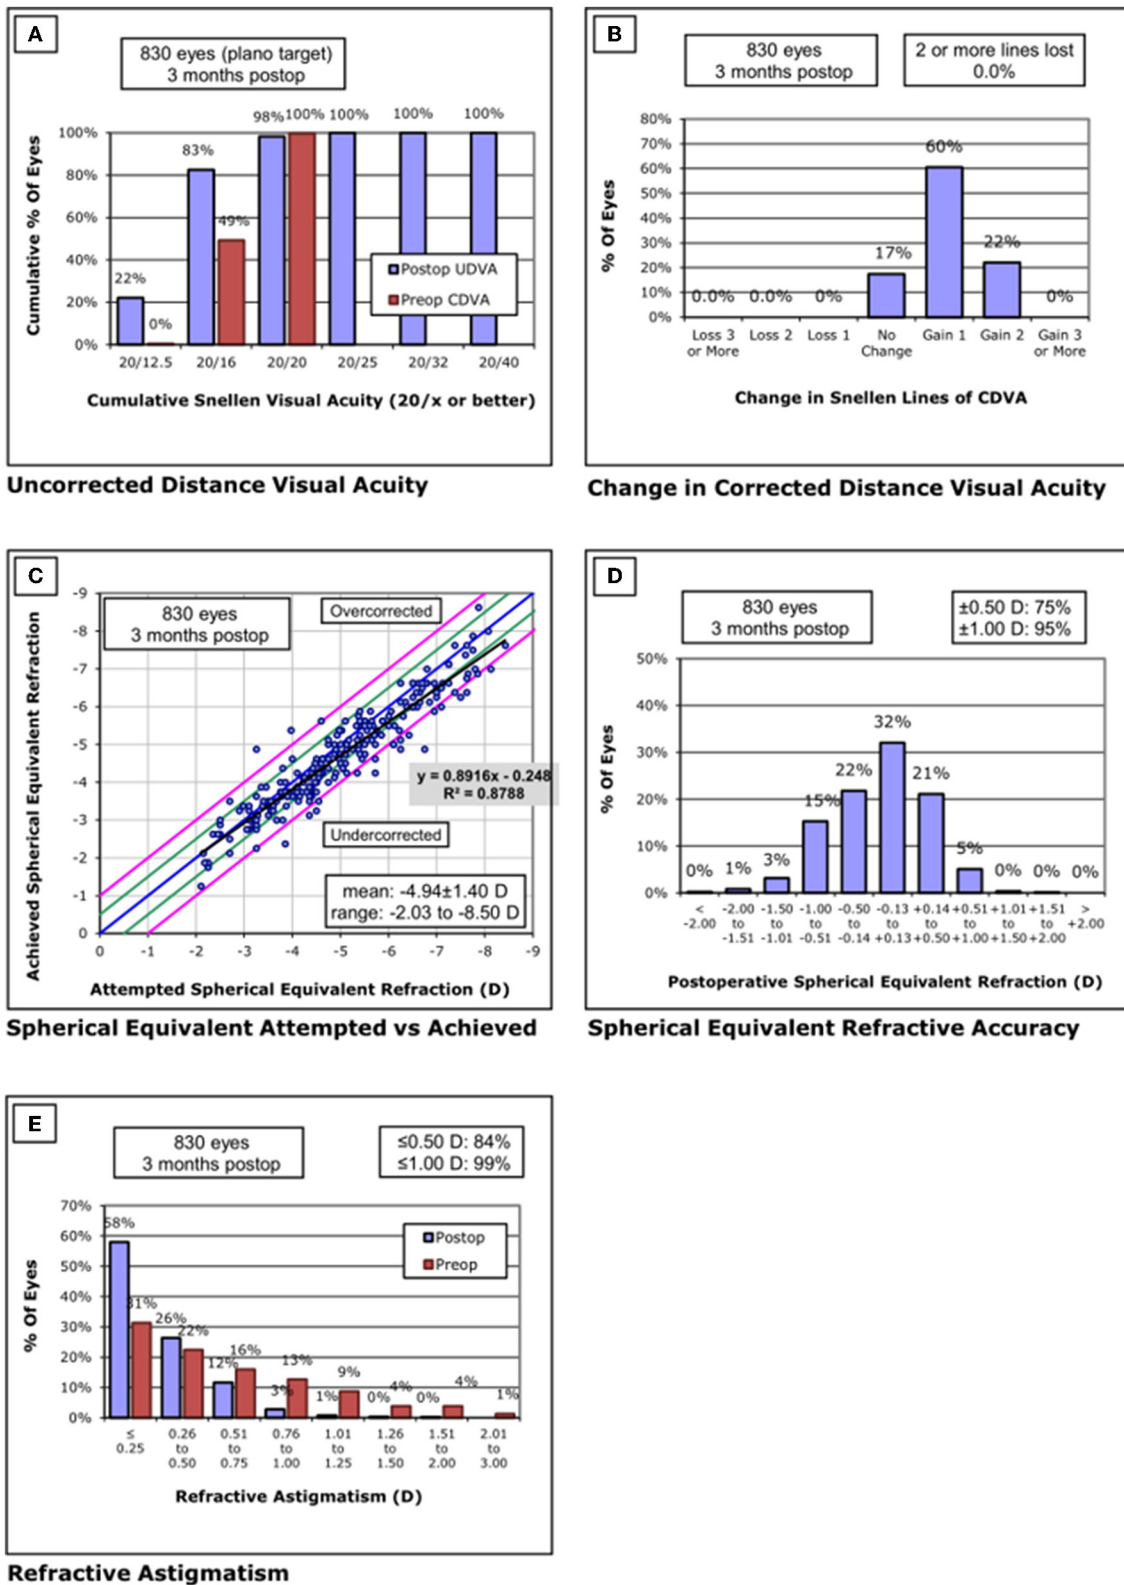 A
830 eyes (plano target)
3 months postop
Cumulative % Of Eyes
100%
80%
60%
40%
20%
0%
22%
0%
83%
49%
98%
100%
100%
100%
100%
Postop UDVA
Preop CDVA
20/12.5 20/16 20/20 20/25 20/32 20/40
Cumulative Snellen Visual Acuity (20/x or better)
Uncorrected Distance Visual Acuity
B
830 eyes
3 months postop
2 or more lines lost
0.0%
% Of Eyes
80%
70%
60%
50%
40%
30%
20%
10%
0%
0.0% 0.0% 0% 17% 60% 22% 0%
Loss 3 Loss 2 Loss 1 No Gain 1 Gain 2 Gain 3
or More Change or More
Change in Snellen Lines of CDVA
Change in Corrected Distance Visual Acuity
C
830 eyes
3 months postop
Overcorrected
Achieved Spherical Equivalent Refraction
-9
-8
-7
-6
-5
-4
-3
-2
-1
0
y = 0.8916x - 0.248
R² = 0.8788
Undercorrected
mean: -4.94±1.40 D
range: -2.03 to -8.50 D
0 -1 -2 -3 -4 -5 -6 -7 -8 -9
Attempted Spherical Equivalent Refraction (D)
Spherical Equivalent Attempted vs Achieved
D
830 eyes
3 months postop
±0.50 D: 75%
±1.00 D: 95%
% Of Eyes
50%
40%
30%
20%
10%
0%
0% 1% 3% 15% 22% 32% 21% 5% 0% 0% 0%
< -2.00 -1.50 -1.00 -0.50 -0.13 +0.14 +0.51 +1.01 +1.51 >
-2.00 to to to to to to to to to +2.00
-1.51 -1.01 -0.51 -0.14 +0.13 +0.50 +1.00 +1.50 +2.00
Postoperative Spherical Equivalent Refraction (D)
Spherical Equivalent Refractive Accuracy
E
830 eyes
3 months postop
≤0.50 D: 84%
≤1.00 D: 99%
% Of Eyes
70%
60%
50%
40%
30%
20%
10%
0%
58%
31%
26%
22%
12%
16%
3%
13%
1%
9%
0%
4%
0%
4%
1%
Postop
Preop
≤ 0.26 0.51 0.76 1.01 1.26 1.51 2.01
0.25 to to to to to to to
0.50 0.75 1.00 1.25 1.50 2.00 3.00
Refractive Astigmatism (D)
Refractive Astigmatism